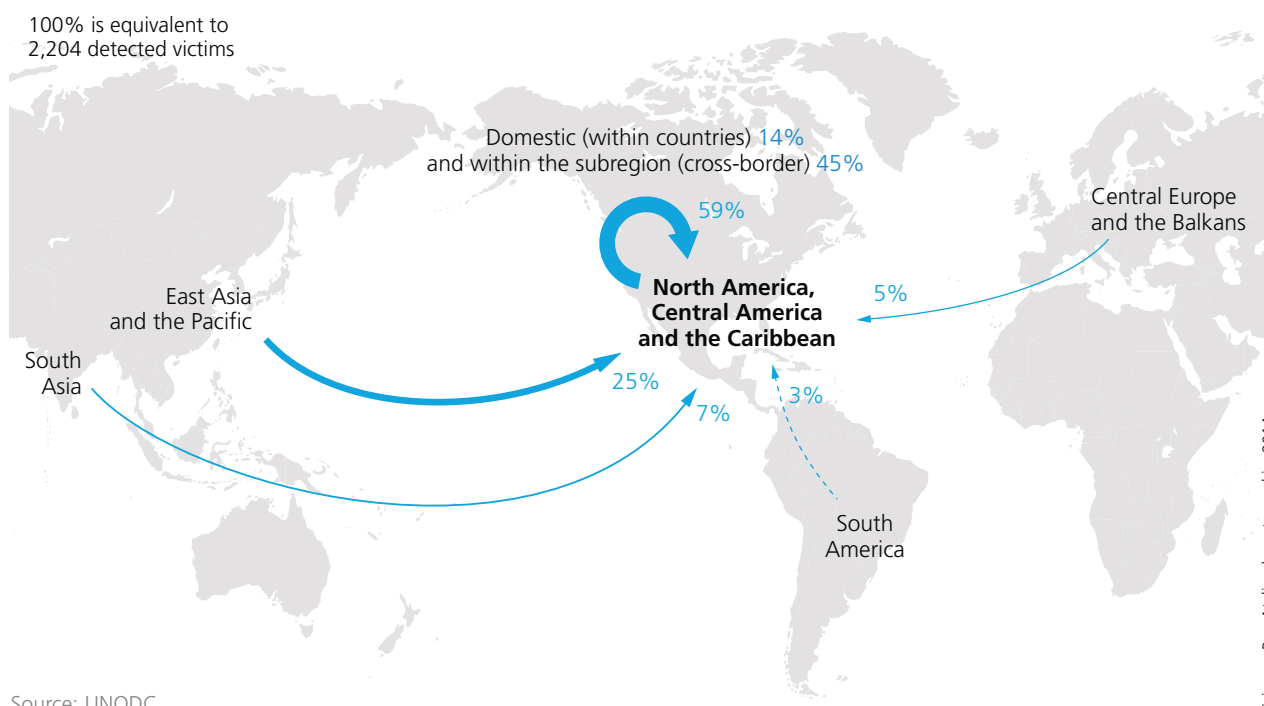 100% is equivalent to
2,204 detected victims
Domestic (within countries) 14%
and within the subregion (cross-border) 45%
59%
Central Europe
and the Balkans
North America,
Central America
and the Caribbean
5%
East Asia
and the Pacific
South
Asia
25%
7%
3%
South
America
Source: UNODC